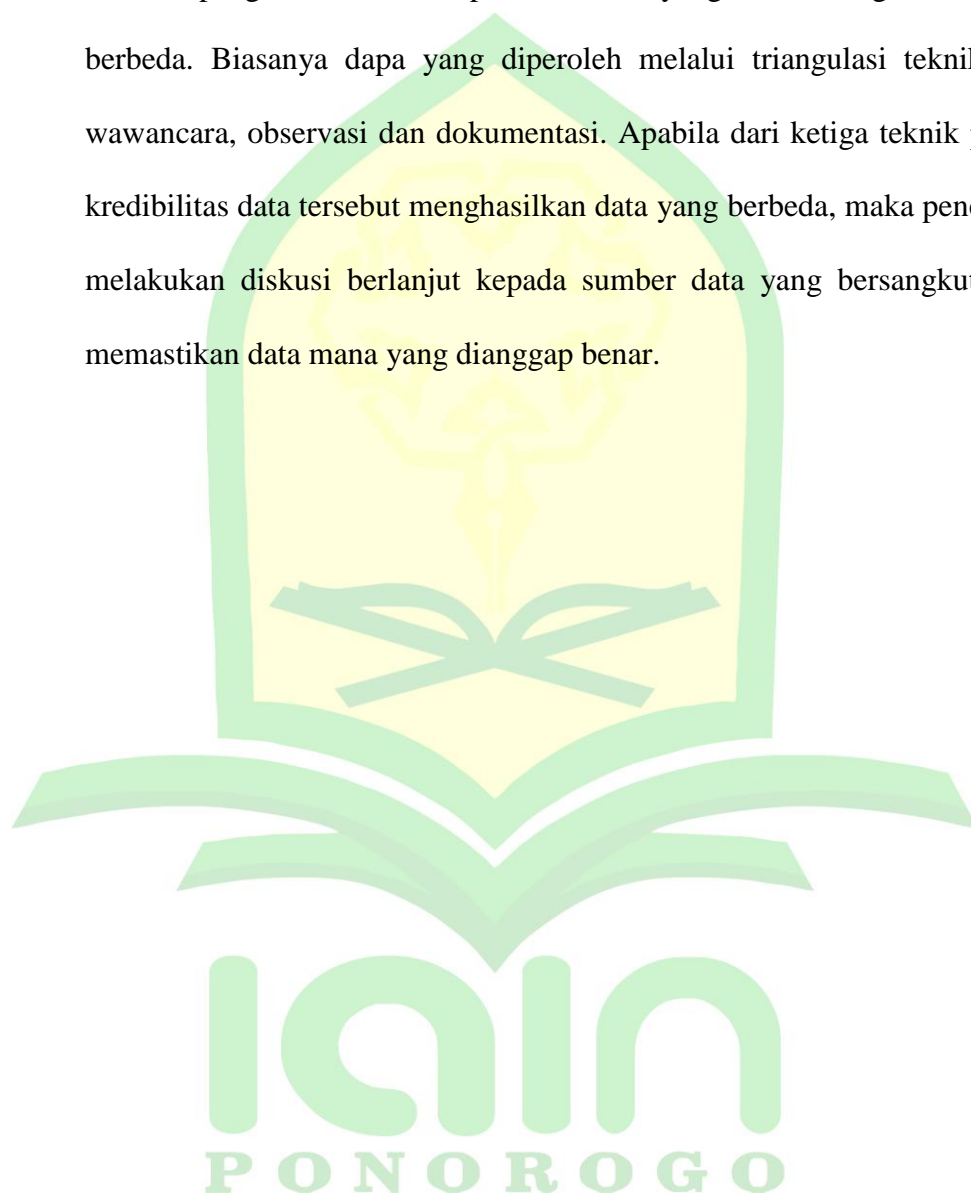 berbeda. Biasanya dapa yang diperoleh melalui triangulasi teknik
wawancara, observasi dan dokumentasi. Apabila dari ketiga teknik
kredibilitas data tersebut menghasilkan data yang berbeda, maka
melakukan diskusi berlanjut kepada sumber data yang
memastikan data mana yang dianggap benar.
iain
PONOROGO